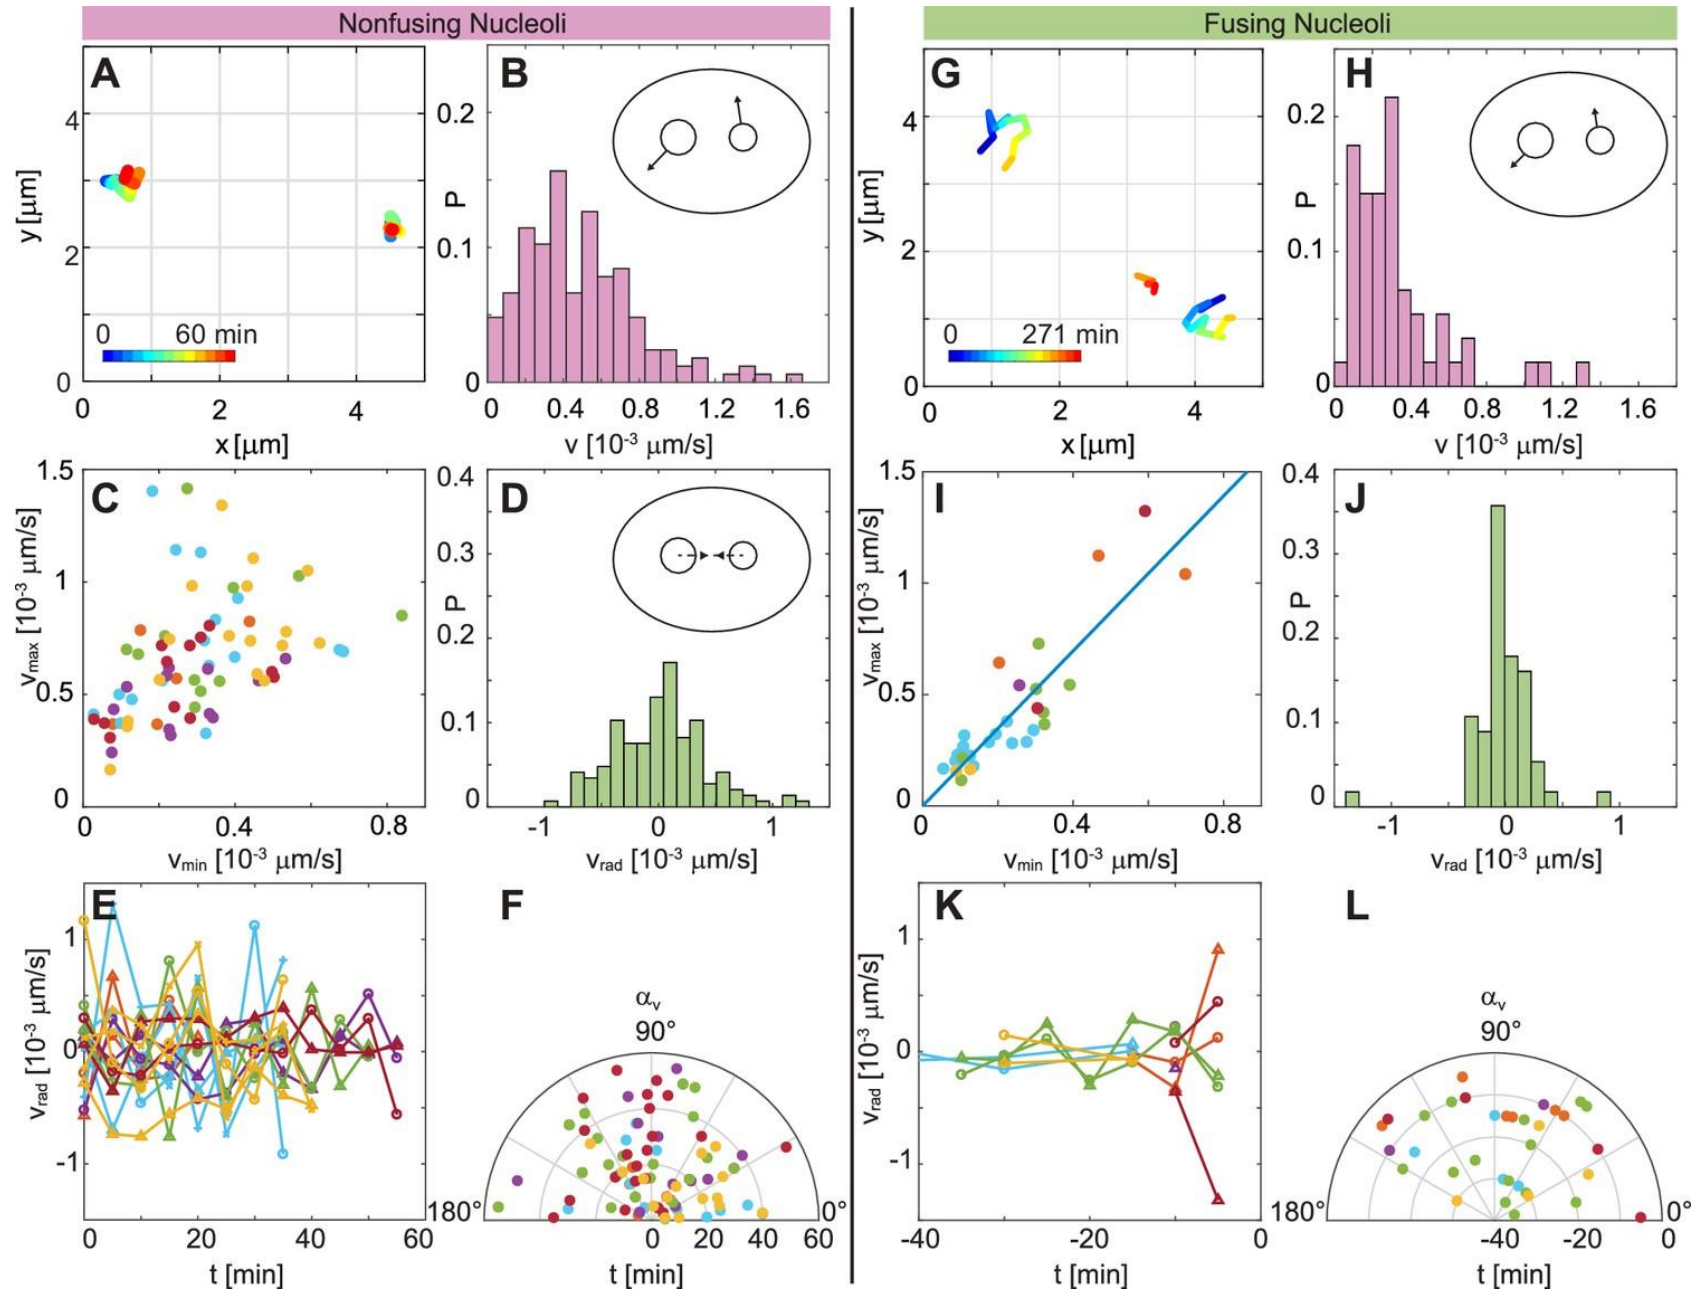 Nonfusing Nucleoli
Fusing Nucleoli
A
4
2
0
y [μm]
0 60 min
0 2 4
x [μm]
B
0.2
0.1
0
P
0 0.4 0.8 1.2 1.6
v [10⁻³ μm/s]
G
4
2
0
y [μm]
0 271 min
0 2 4
x [μm]
H
0.2
0.1
0
P
0 0.4 0.8 1.2 1.6
v [10⁻³ μm/s]
C
1.5
1
0.5
0
vmax [10⁻³ μm/s]
0 0.4 0.8
vmin [10⁻³ μm/s]
D
0.4
0.3
0.2
0.1
0
P
-1 0 1
vrad [10⁻³ μm/s]
I
1.5
1
0.5
0
vmax [10⁻³ μm/s]
0 0.4 0.8
vmin [10⁻³ μm/s]
J
0.4
0.3
0.2
0.1
0
P
-1 0 1
vrad [10⁻³ μm/s]
E
1
0
-1
vrad [10⁻³ μm/s]
0 20 40 60
t [min]
F
αv
90°
180° 0°
0 20 40 60
t [min]
K
1
0
-1
vrad [10⁻³ μm/s]
-40 -20 0
t [min]
L
αv
90°
180° 0°
-40 -20 0
t [min]